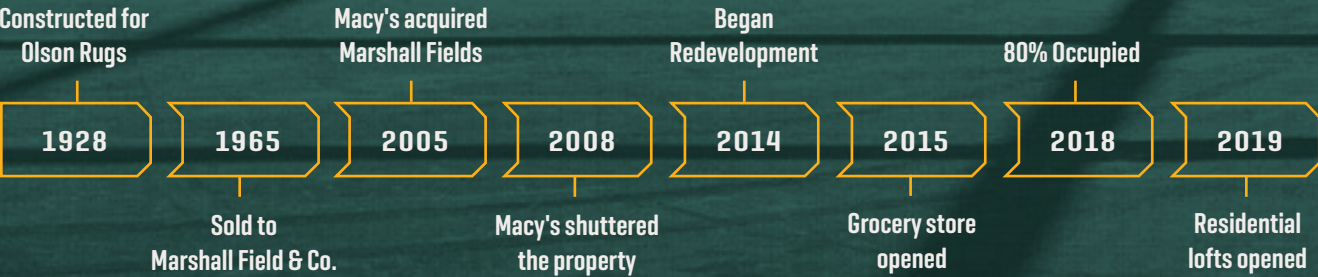 Constructed for
Olson Rugs
1928
1965
Sold to
Marshall Field & Co.
Macy's acquired
Marshall Fields
2005
2008
Macy's shuttered
the property
Began
Redevelopment
2014
2015
Grocery store
opened
80% Occupied
2018
2019
Residential
lofts opened